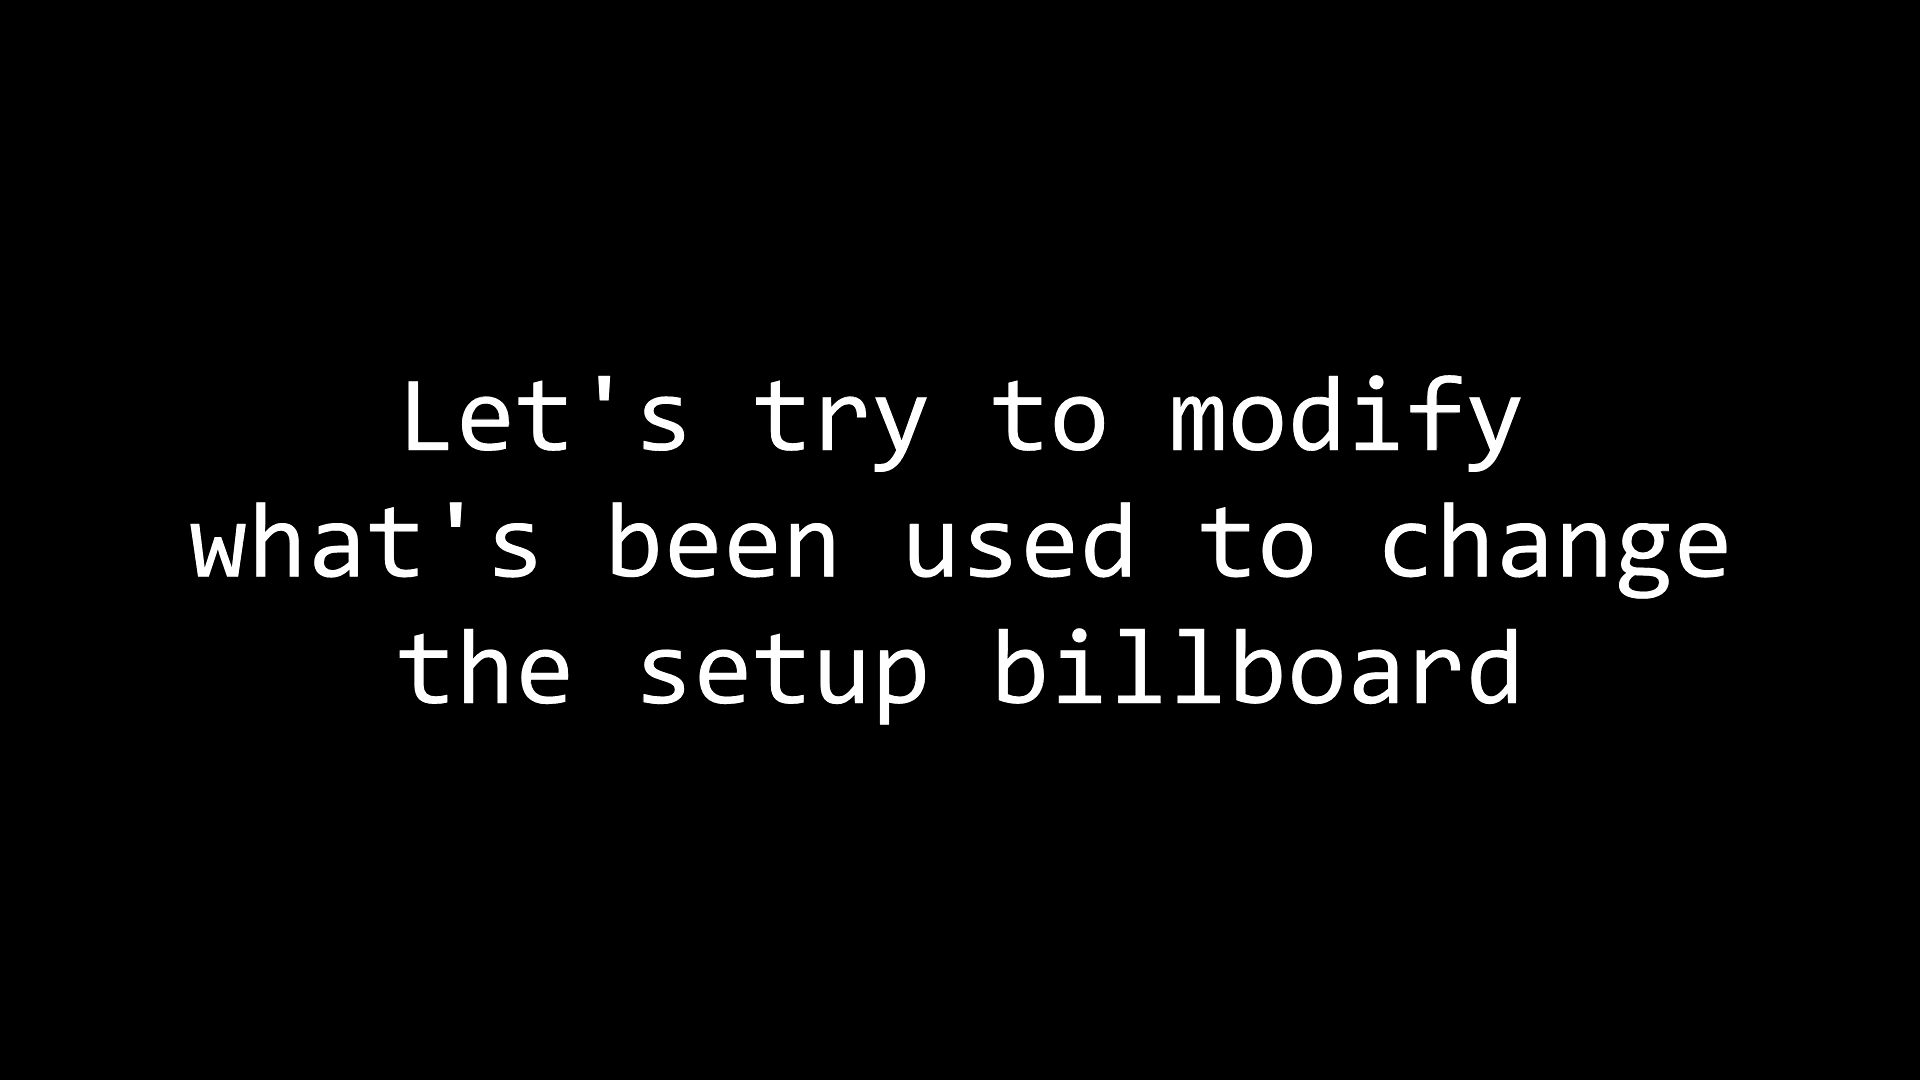 Let's try to modify
what's been used to change
the setup billboard